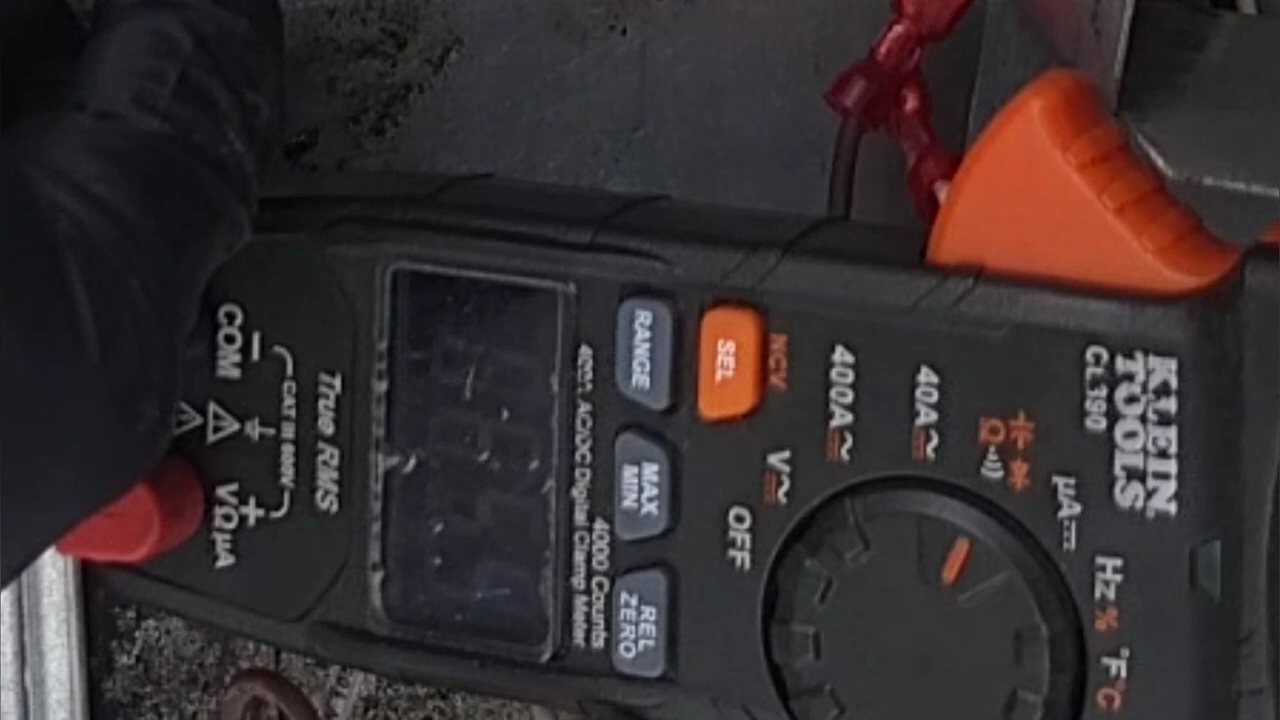 KLEIN
TOOLS
CL390
Hz % °F°C
µA
Ω
40A
400A
V
OFF
NCV
SEL
RANGE
MAX
MIN
REL
ZERO
4000 Counts
400A AC/DC Digital Clamp Meter
True RMS
CAT III 600V
COM
VΩµA